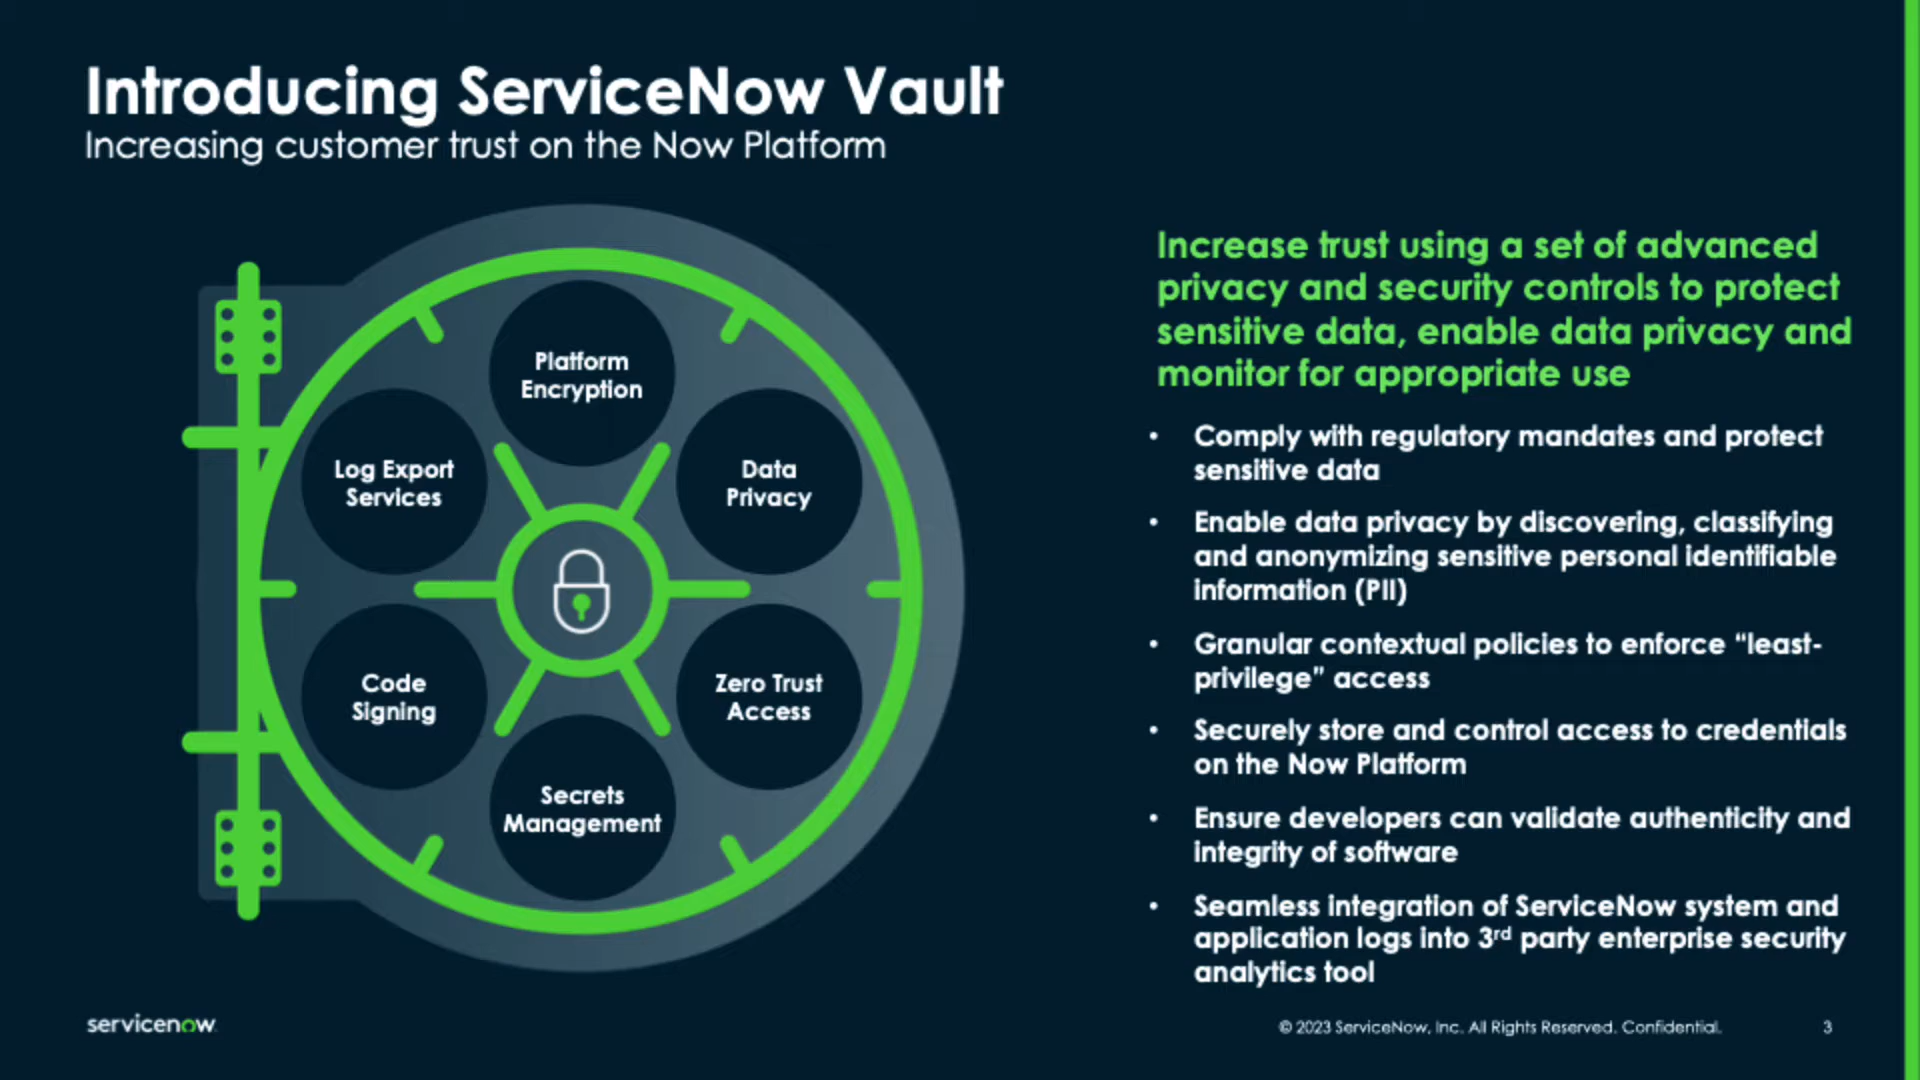 Introducing ServiceNow Vault
Increasing customer trust on the Now Platform
Platform
Encryption
Log Export
Services
Data
Privacy
Code
Signing
Zero Trust
Access
Secrets
Management
Increase trust using a set of advanced
privacy and security controls to protect
sensitive data, enable data privacy and
monitor for appropriate use
• Comply with regulatory mandates and protect
sensitive data
• Enable data privacy by discovering, classifying
and anonymizing sensitive personal identifiable
information (PII)
• Granular contextual policies to enforce “least-
privilege” access
• Securely store and control access to credentials
on the Now Platform
• Ensure developers can validate authenticity and
integrity of software
• Seamless integration of ServiceNow system and
application logs into 3rd party enterprise security
analytics tool
servicenow
© 2023 ServiceNow, Inc. All Rights Reserved. Confidential.
3